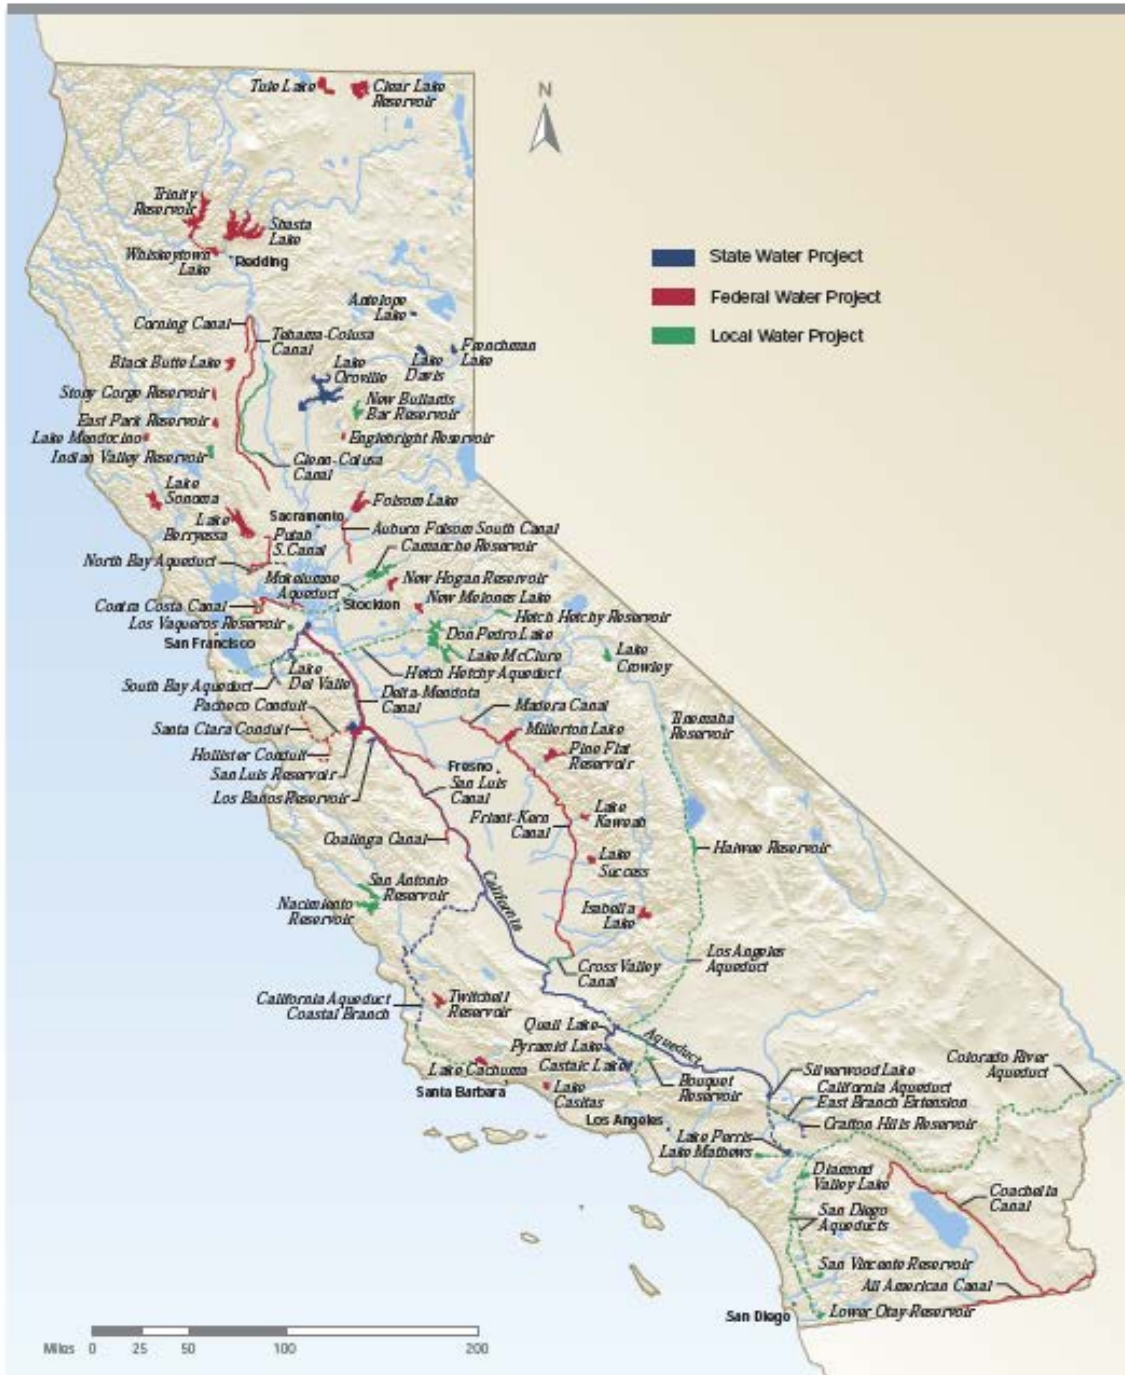 Tule Lake
Clear Lake
Reservoir
N
Trinity
Reservoir
Shasta
Lake
Whiskeytown
Lake
Redding
State Water Project
Federal Water Project
Local Water Project
Antelope
Lake
Corning Canal
Tehama-Colusa
Canal
Black Butte Lake
Lake
Oroville
Lake
Davis
Frenchman
Lake
Stony Gorge Reservoir
New Bullards
Bar Reservoir
East Park Reservoir
Lake Mendocino
Englebright Reservoir
Indian Valley Reservoir
Glenn-Colusa
Canal
Lake
Sonoma
Folsom Lake
Lake
Berryessa
Sacramento
Putah
S.Canal
Auburn Folsom South Canal
Camanche Reservoir
North Bay Aqueduct
Mokelumne
Aqueduct
New Hogan Reservoir
New Melones Lake
Contra Costa Canal
Stockton
Hetch Hetchy Reservoir
Los Vaqueros Reservoir
San Francisco
Don Pedro Lake
Lake McClure
Lake
Crowley
Hetch Hetchy Aqueduct
South Bay Aqueduct
Lake
Del Valle
Delta-Mendota
Canal
Pacheco Conduit
Madera Canal
Tinemaha
Reservoir
Santa Clara Conduit
Millerton Lake
Hollister Conduit
Pine Flat
Reservoir
San Luis Reservoir
Fresno
San Luis
Canal
Los Banos Reservoir
Friant-Kern
Canal
Lake
Kaweah
Coalinga Canal
Haiwee Reservoir
Lake
Success
San Antonio
Reservoir
Nacimiento
Reservoir
California
Isabella
Lake
Los Angeles
Aqueduct
Cross Valley
Canal
California Aqueduct
Coastal Branch
Twitchell
Reservoir
Quail Lake
Aqueduct
Pyramid Lake
Castaic Lake
Colorado River
Aqueduct
Lake Cachuma
Santa Barbara
Lake
Casitas
Bouquet
Reservoir
Silverwood Lake
California Aqueduct
East Branch Extension
Crafton Hills Reservoir
Los Angeles
Lake Perris
Lake Mathews
Diamond
Valley Lake
Coachella
Canal
San Diego
Aqueducts
San Vincente Reservoir
All American Canal
San Diego
Lower Otay Reservoir
Miles 0 25 50 100 200